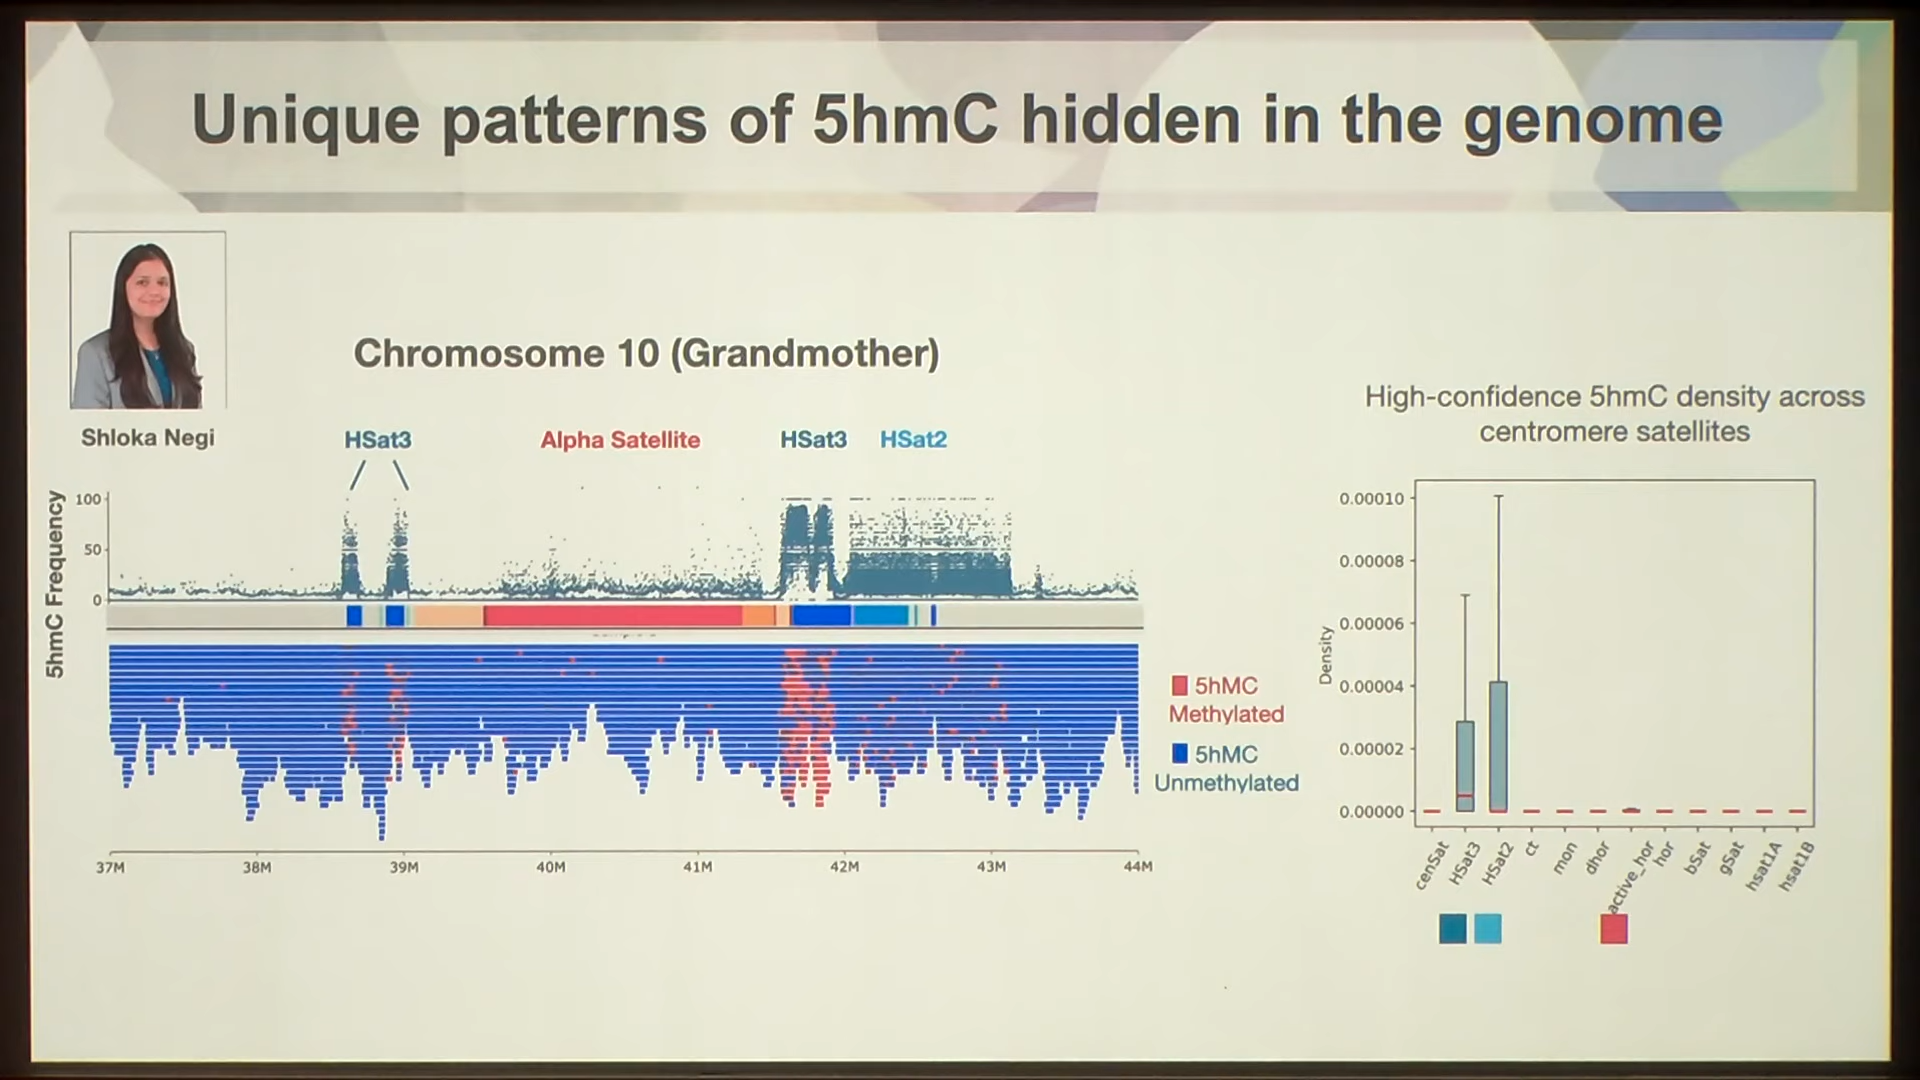 Unique patterns of 5hmC hidden in the genome
Shloka Negi
Chromosome 10 (Grandmother)
HSat3
Alpha Satellite
HSat3
HSat2
5hmC Frequency
100
50
0
37M
38M
39M
40M
41M
42M
43M
44M
5hMC
Methylated
5hMC
Unmethylated
High-confidence 5hmC density across
centromere satellites
Density
0.00010
0.00008
0.00006
0.00004
0.00002
0.00000
cenSat
HSat3
HSat2
ct
mon
dhor
active_hor
hor
bSat
gSat
hsat1A
hsat1B